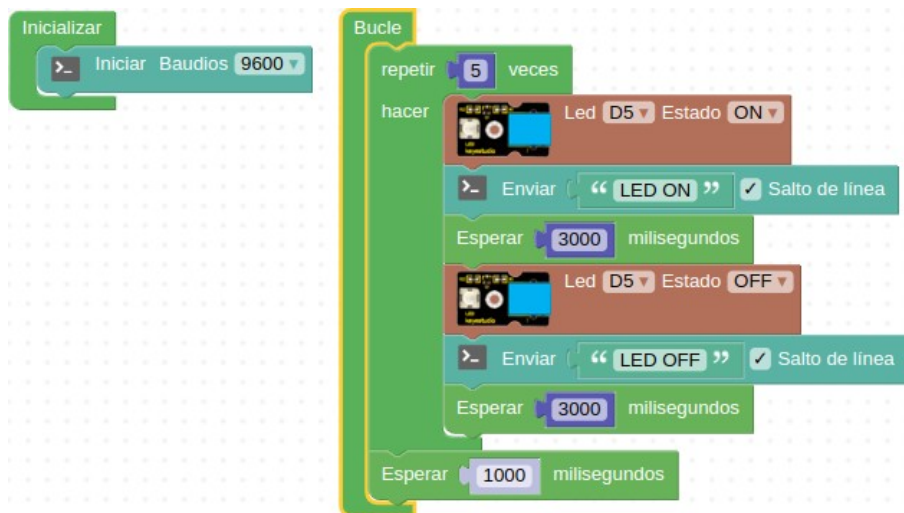 Inicializar
>_ Iniciar Baudios 9600
Bucle
repetir 5 veces
hacer
Led D5 Estado ON
>_ Enviar “ LED ON ” Salto de línea
Esperar 3000 milisegundos
Led D5 Estado OFF
>_ Enviar “ LED OFF ” Salto de línea
Esperar 3000 milisegundos
Esperar 1000 milisegundos